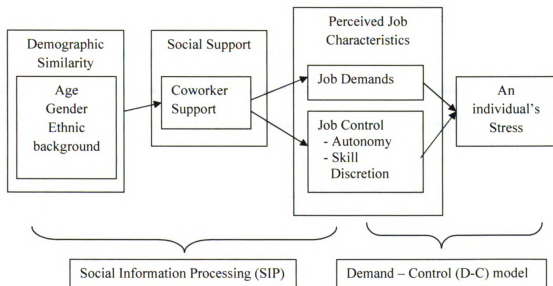 Demographic
Similarity
Age
Gender
Ethnic
background
Social Support
Coworker
Support
Perceived Job
Characteristics
Job Demands
Job Control
- Autonomy
- Skill
Discretion
An
individual's
Stress
Social Information Processing (SIP)
Demand – Control (D-C) model